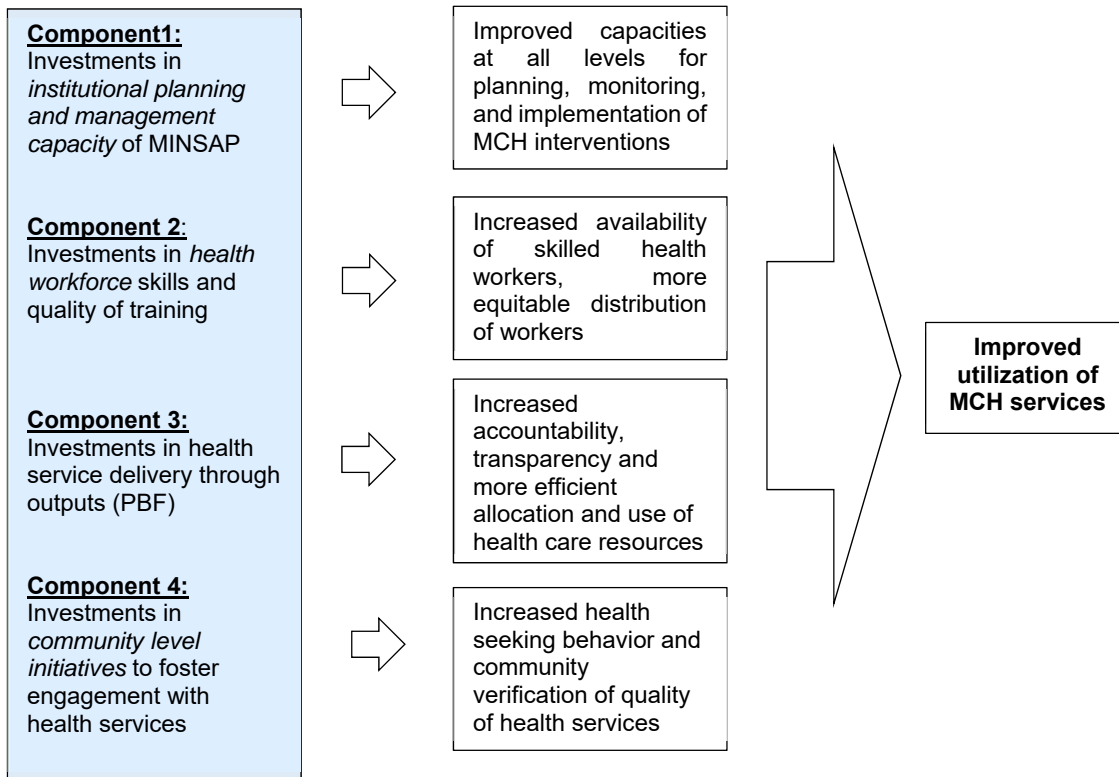 Component1:
Investments in
institutional planning
and management
capacity of MINSAP
Improved capacities
at all levels for
planning, monitoring,
and implementation of
MCH interventions
Component 2:
Investments in health
workforce skills and
quality of training
Increased availability
of skilled health
workers, more
equitable distribution
of workers
Component 3:
Investments in health
service delivery through
outputs (PBF)
Increased
accountability,
transparency and
more efficient
allocation and use of
health care resources
Component 4:
Investments in
community level
initiatives to foster
engagement with
health services
Increased health
seeking behavior and
community
verification of quality
of health services
Improved
utilization of
MCH services